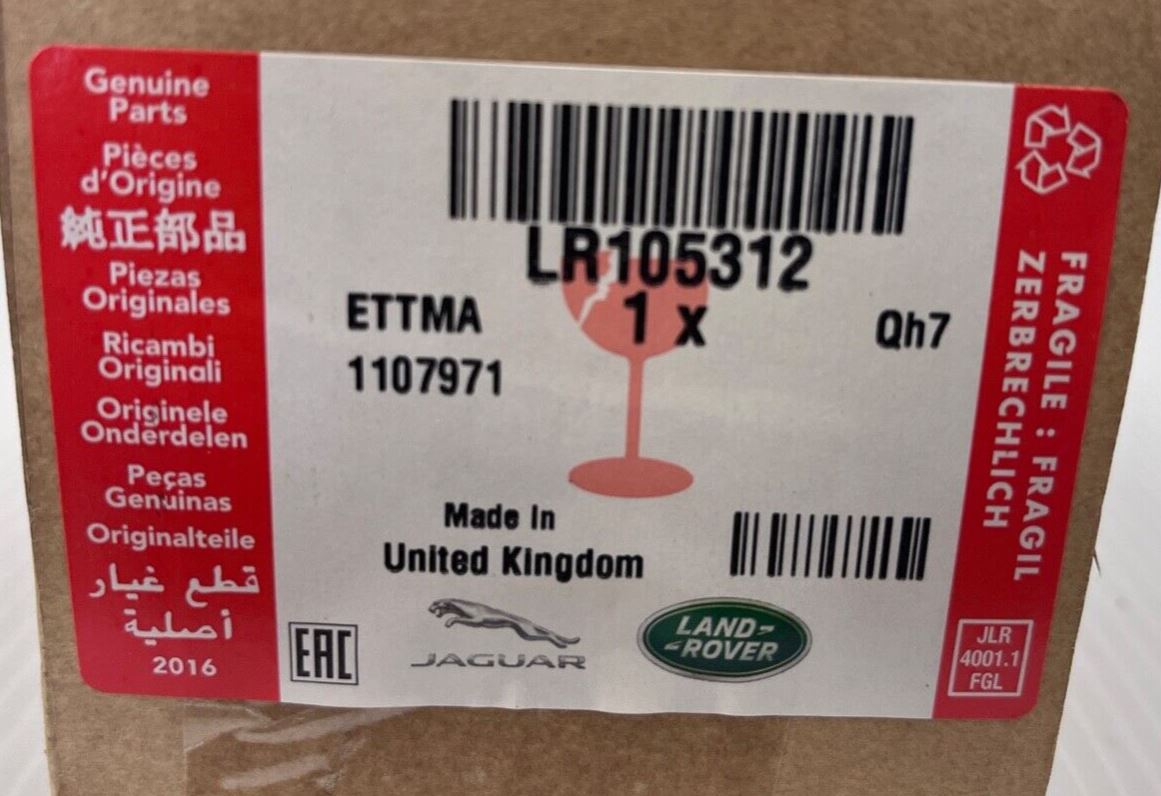 Genuine
Parts
Pièces
d'Origine
純正部品
Piezas
Originales
Ricambi
Originali
Originele
Onderdelen
Peças
Genuinas
Originalteile
قطع غيار
أصلية
2016
LR105312
ETTMA
1 x
Qh7
1107971
Made In
United Kingdom
EAC
JAGUAR
LAND-
-ROVER
FRAGILE : FRAGIL
ZERBRECHLICH
JLR
4001.1
FGL